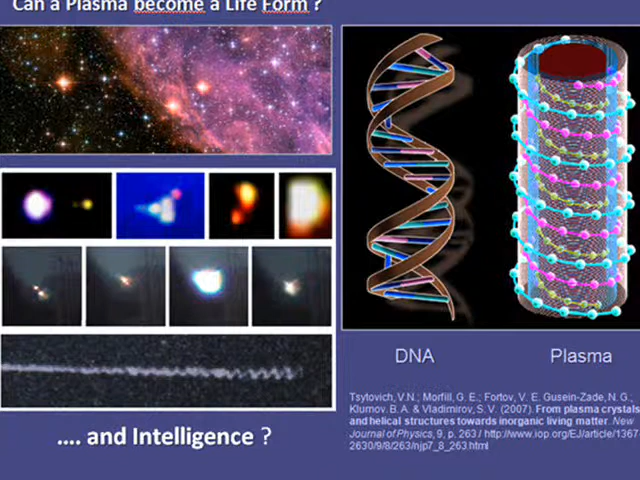 Can a Plasma become a Life Form ?
DNA
Plasma
Tsytovich, V.N.; Morfill, G. E.; Fortov, V. E. Gusein-Zade, N. G.;
Klumov. B. A. & Vladimirov, S. V. (2007). From plasma crystals
and helical structures towards inorganic living matter. New
Journal of Physics, 9, p. 263 / http://www.iop.org/EJ/article/1367-
2630/9/8/263/njp7_8_263.html
.... and Intelligence ?